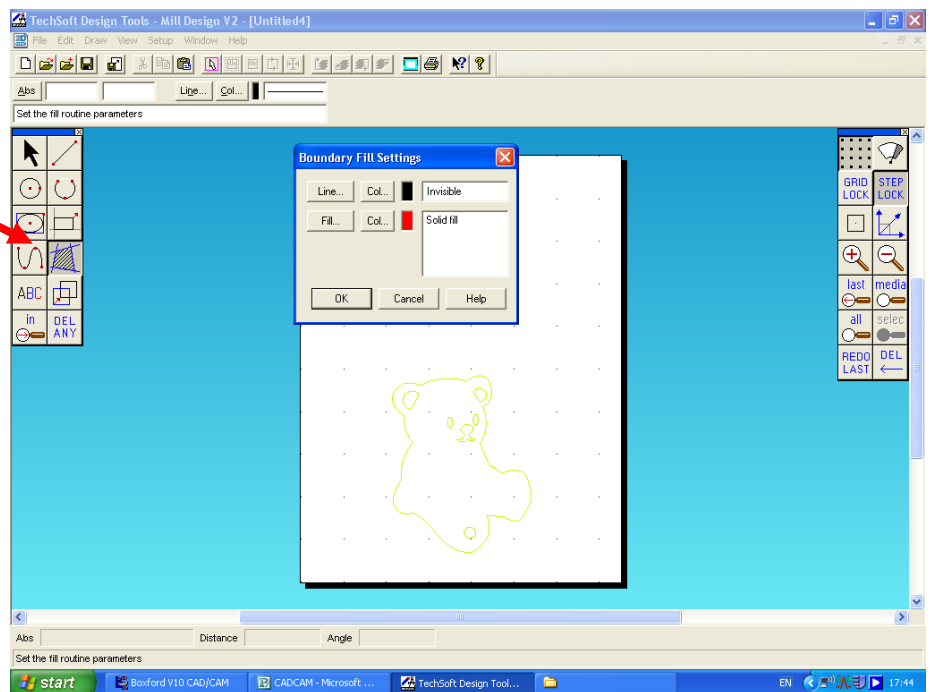 TechSoft Design Tools - Mill Design V2 - [Untitled4]
File Edit Draw View Setup Window Help
Abs Line... Col...
Set the fill routine parameters
Boundary Fill Settings
Line... Col... Invisible
Fill... Col... Solid fill
OK Cancel Help
ABC
in DEL ANY
GRID LOCK STEP LOCK
last media
all selec
REDO LAST DEL
Abs Distance Angle
Set the fill routine parameters
start Boxford V10 CAD/CAM CADCAM - Microsoft ... TechSoft Design Tool... EN 17:44